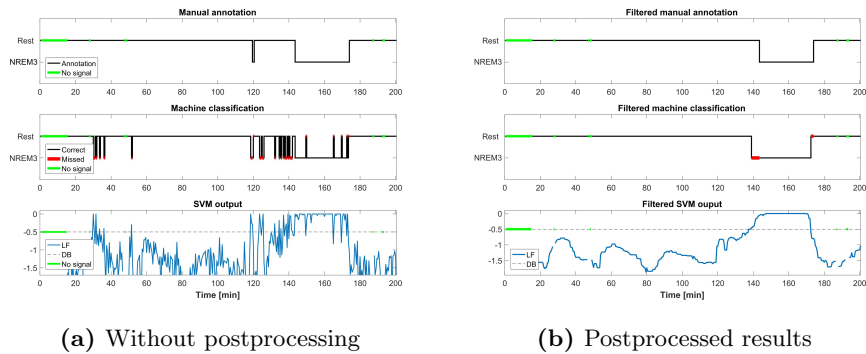 Manual annotation
Rest
NREM3
Annotation
No signal
0 20 40 60 80 100 120 140 160 180 200
Machine classification
Rest
NREM3
Correct
Missed
No signal
0 20 40 60 80 100 120 140 160 180 200
SVM output
0
-0.5
-1
-1.5
LF
DB
No signal
0 20 40 60 80 100 120 140 160 180 200
Time [min]
(a) Without postprocessing
Filtered manual annotation
Rest
NREM3
0 20 40 60 80 100 120 140 160 180 200
Filtered machine classification
Rest
NREM3
0 20 40 60 80 100 120 140 160 180 200
Filtered SVM ouput
0
-0.5
-1
-1.5
LF
DB
0 20 40 60 80 100 120 140 160 180 200
Time [min]
(b) Postprocessed results